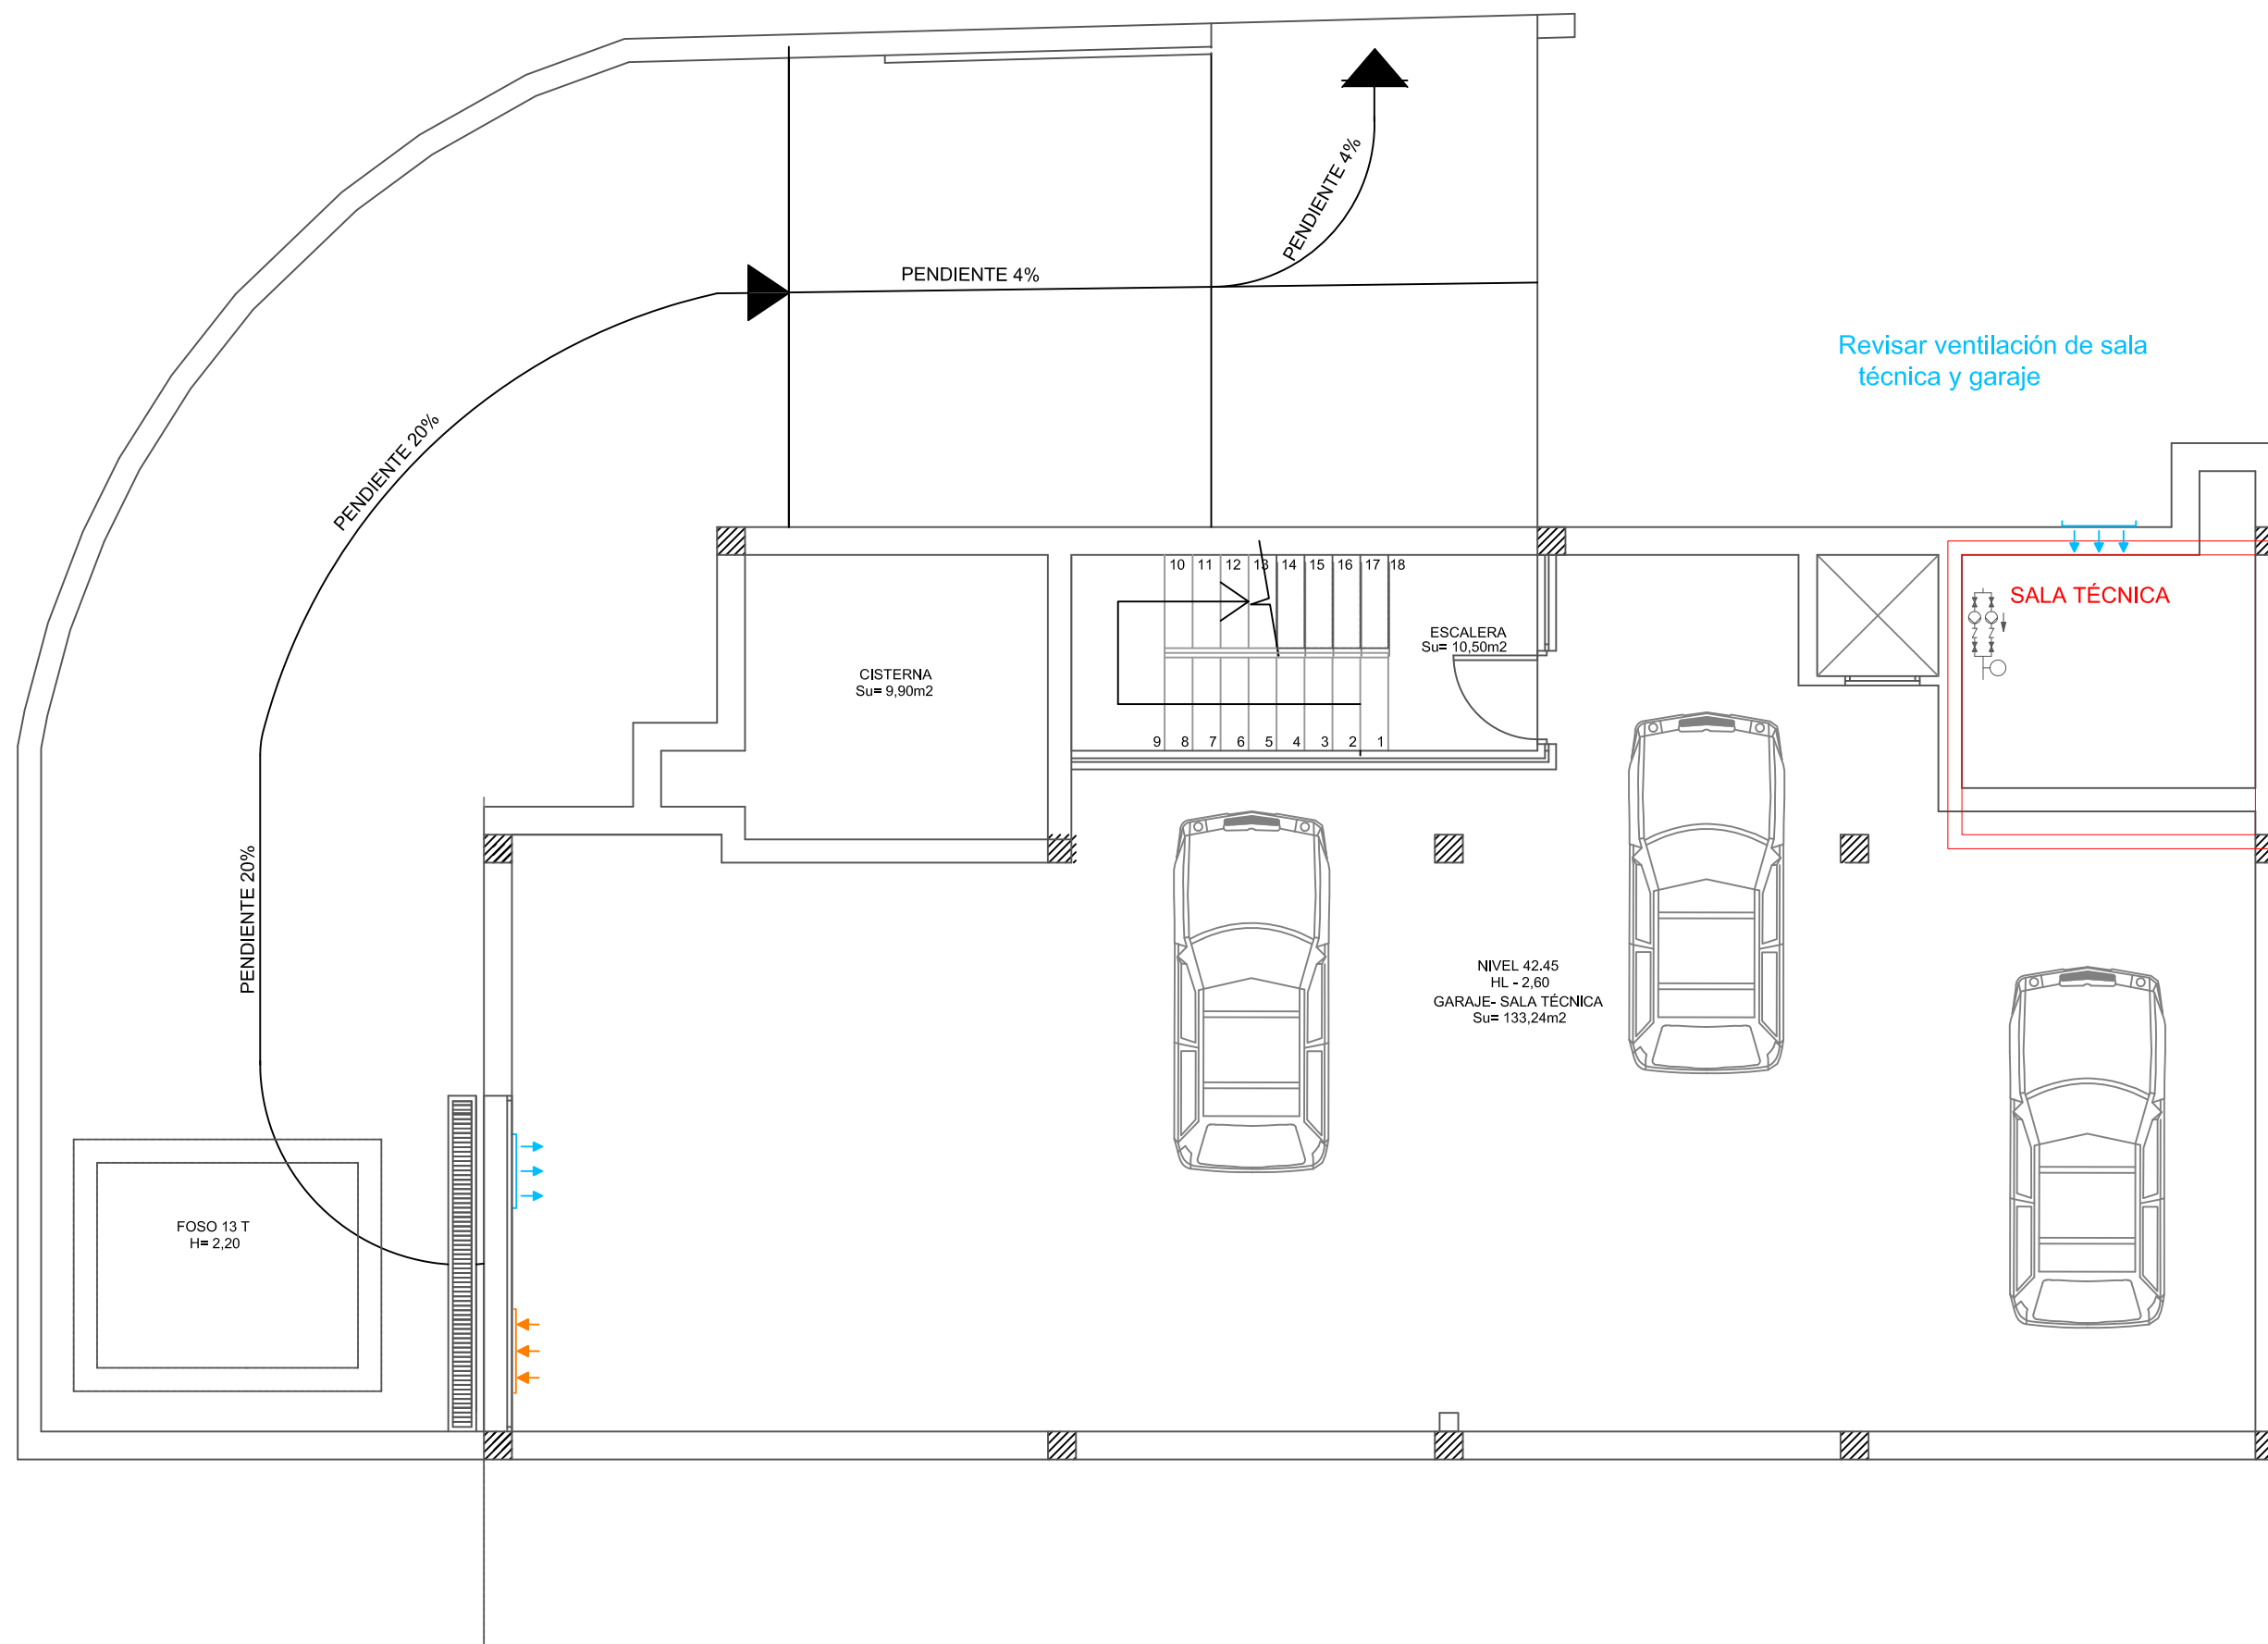 PENDIENTE 4%
PENDIENTE 4%
Revisar ventilación de sala
técnica y garaje
PENDIENTE 20%
10 11 12 13 14 15 16 17 18
SALA TÉCNICA
ESCALERA
Su= 10,50m2
CISTERNA
Su= 9,90m2
9 8 7 6 5 4 3 2 1
PENDIENTE 20%
NIVEL 42.45
HL - 2,60
GARAJE- SALA TÉCNICA
Su= 133,24m2
FOSO 13 T
H= 2,20